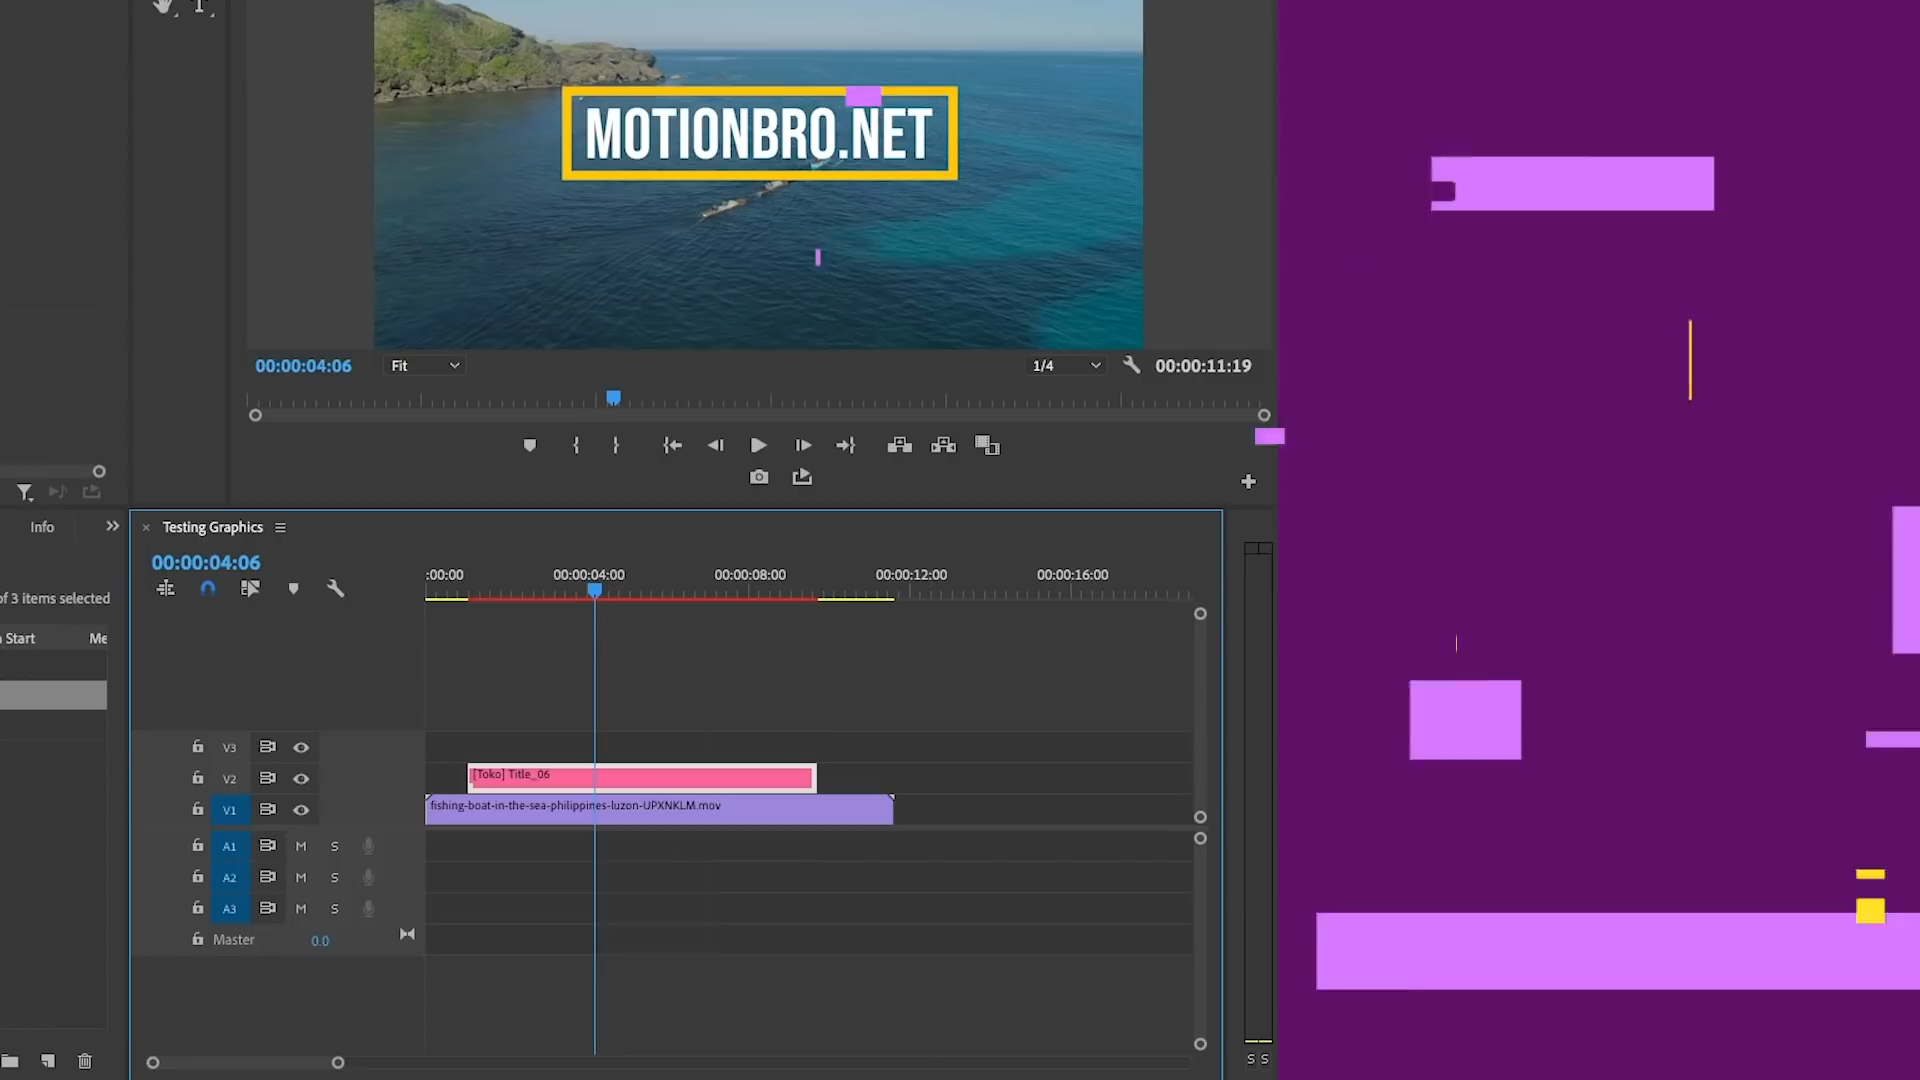 MOTIONBRO.NET
00:00:04:06
Fit
1/4
00:00:11:19
Info
Testing Graphics
00:00:04:06
:00:00
00:00:04:00
00:00:08:00
00:00:12:00
00:00:16:00
of 3 items selected
Start
Me
V3
V2
[Toko] Title_06
V1
fishing-boat-in-the-sea-philippines-luzon-UPXNKLM.mov
A1 M S
A2 M S
A3 M S
Master 0.0
S S